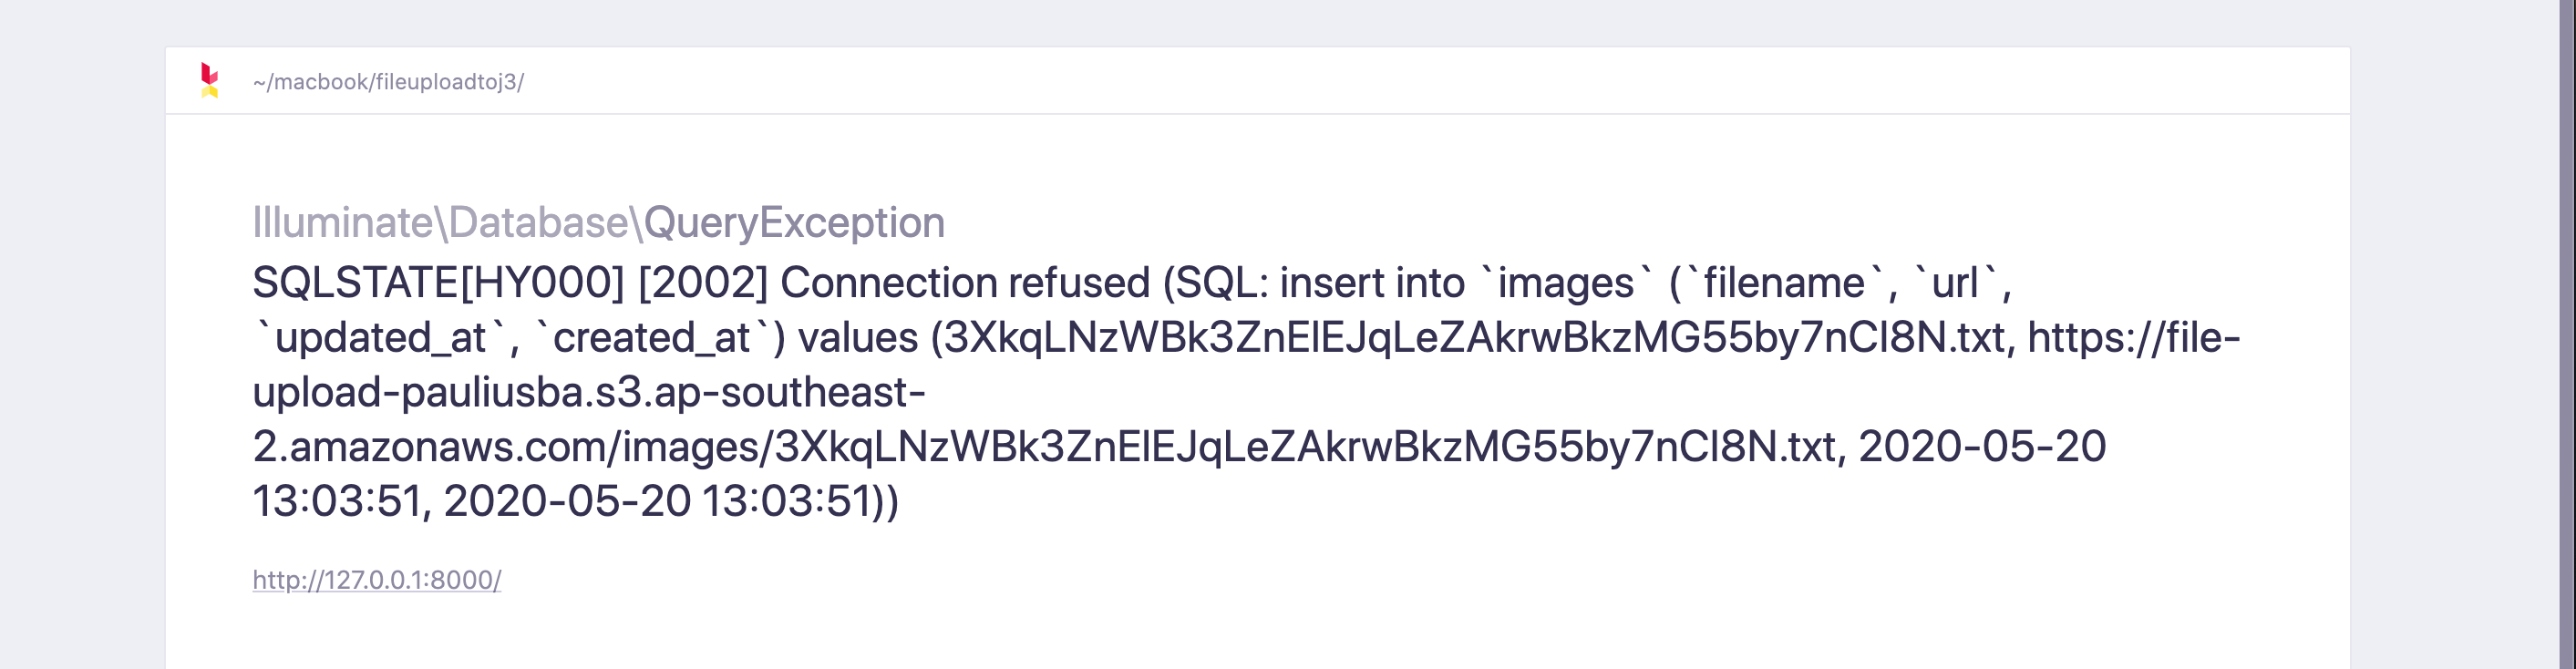 ~/macbook/fileuploadtoj3/
Illuminate\Database\QueryException
SQLSTATE[HY000] [2002] Connection refused (SQL: insert into `images` (`filename`, `url`,
`updated_at`, `created_at`) values (3XkqLNzWBk3ZnElEJqLeZAkrwBkzMG55by7nCl8N.txt, https://file-
upload-pauliusba.s3.ap-southeast-
2.amazonaws.com/images/3XkqLNzWBk3ZnElEJqLeZAkrwBkzMG55by7nCl8N.txt, 2020-05-20
13:03:51, 2020-05-20 13:03:51))
http://127.0.0.1:8000/